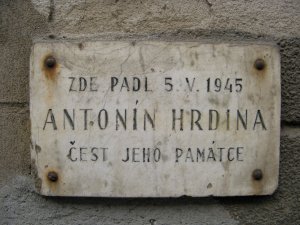 ZDE PADL 5. V. 1945
ANTONÍN HRDINA
ČEST JEHO PAMÁTCE